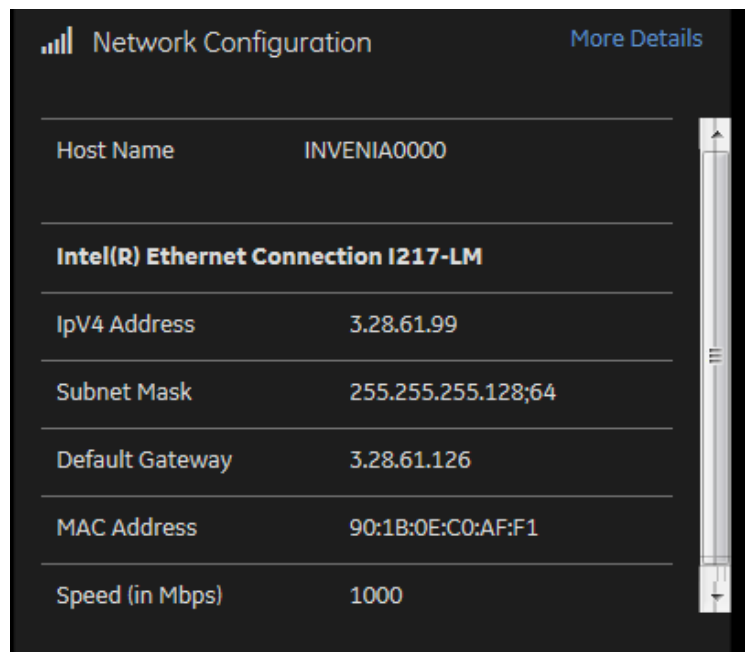 Network Configuration More Details
Host Name INVENIA0000
Intel(R) Ethernet Connection I217-LM
IpV4 Address 3.28.61.99
Subnet Mask 255.255.255.128;64
Default Gateway 3.28.61.126
MAC Address 90:1B:0E:C0:AF:F1
Speed (in Mbps) 1000